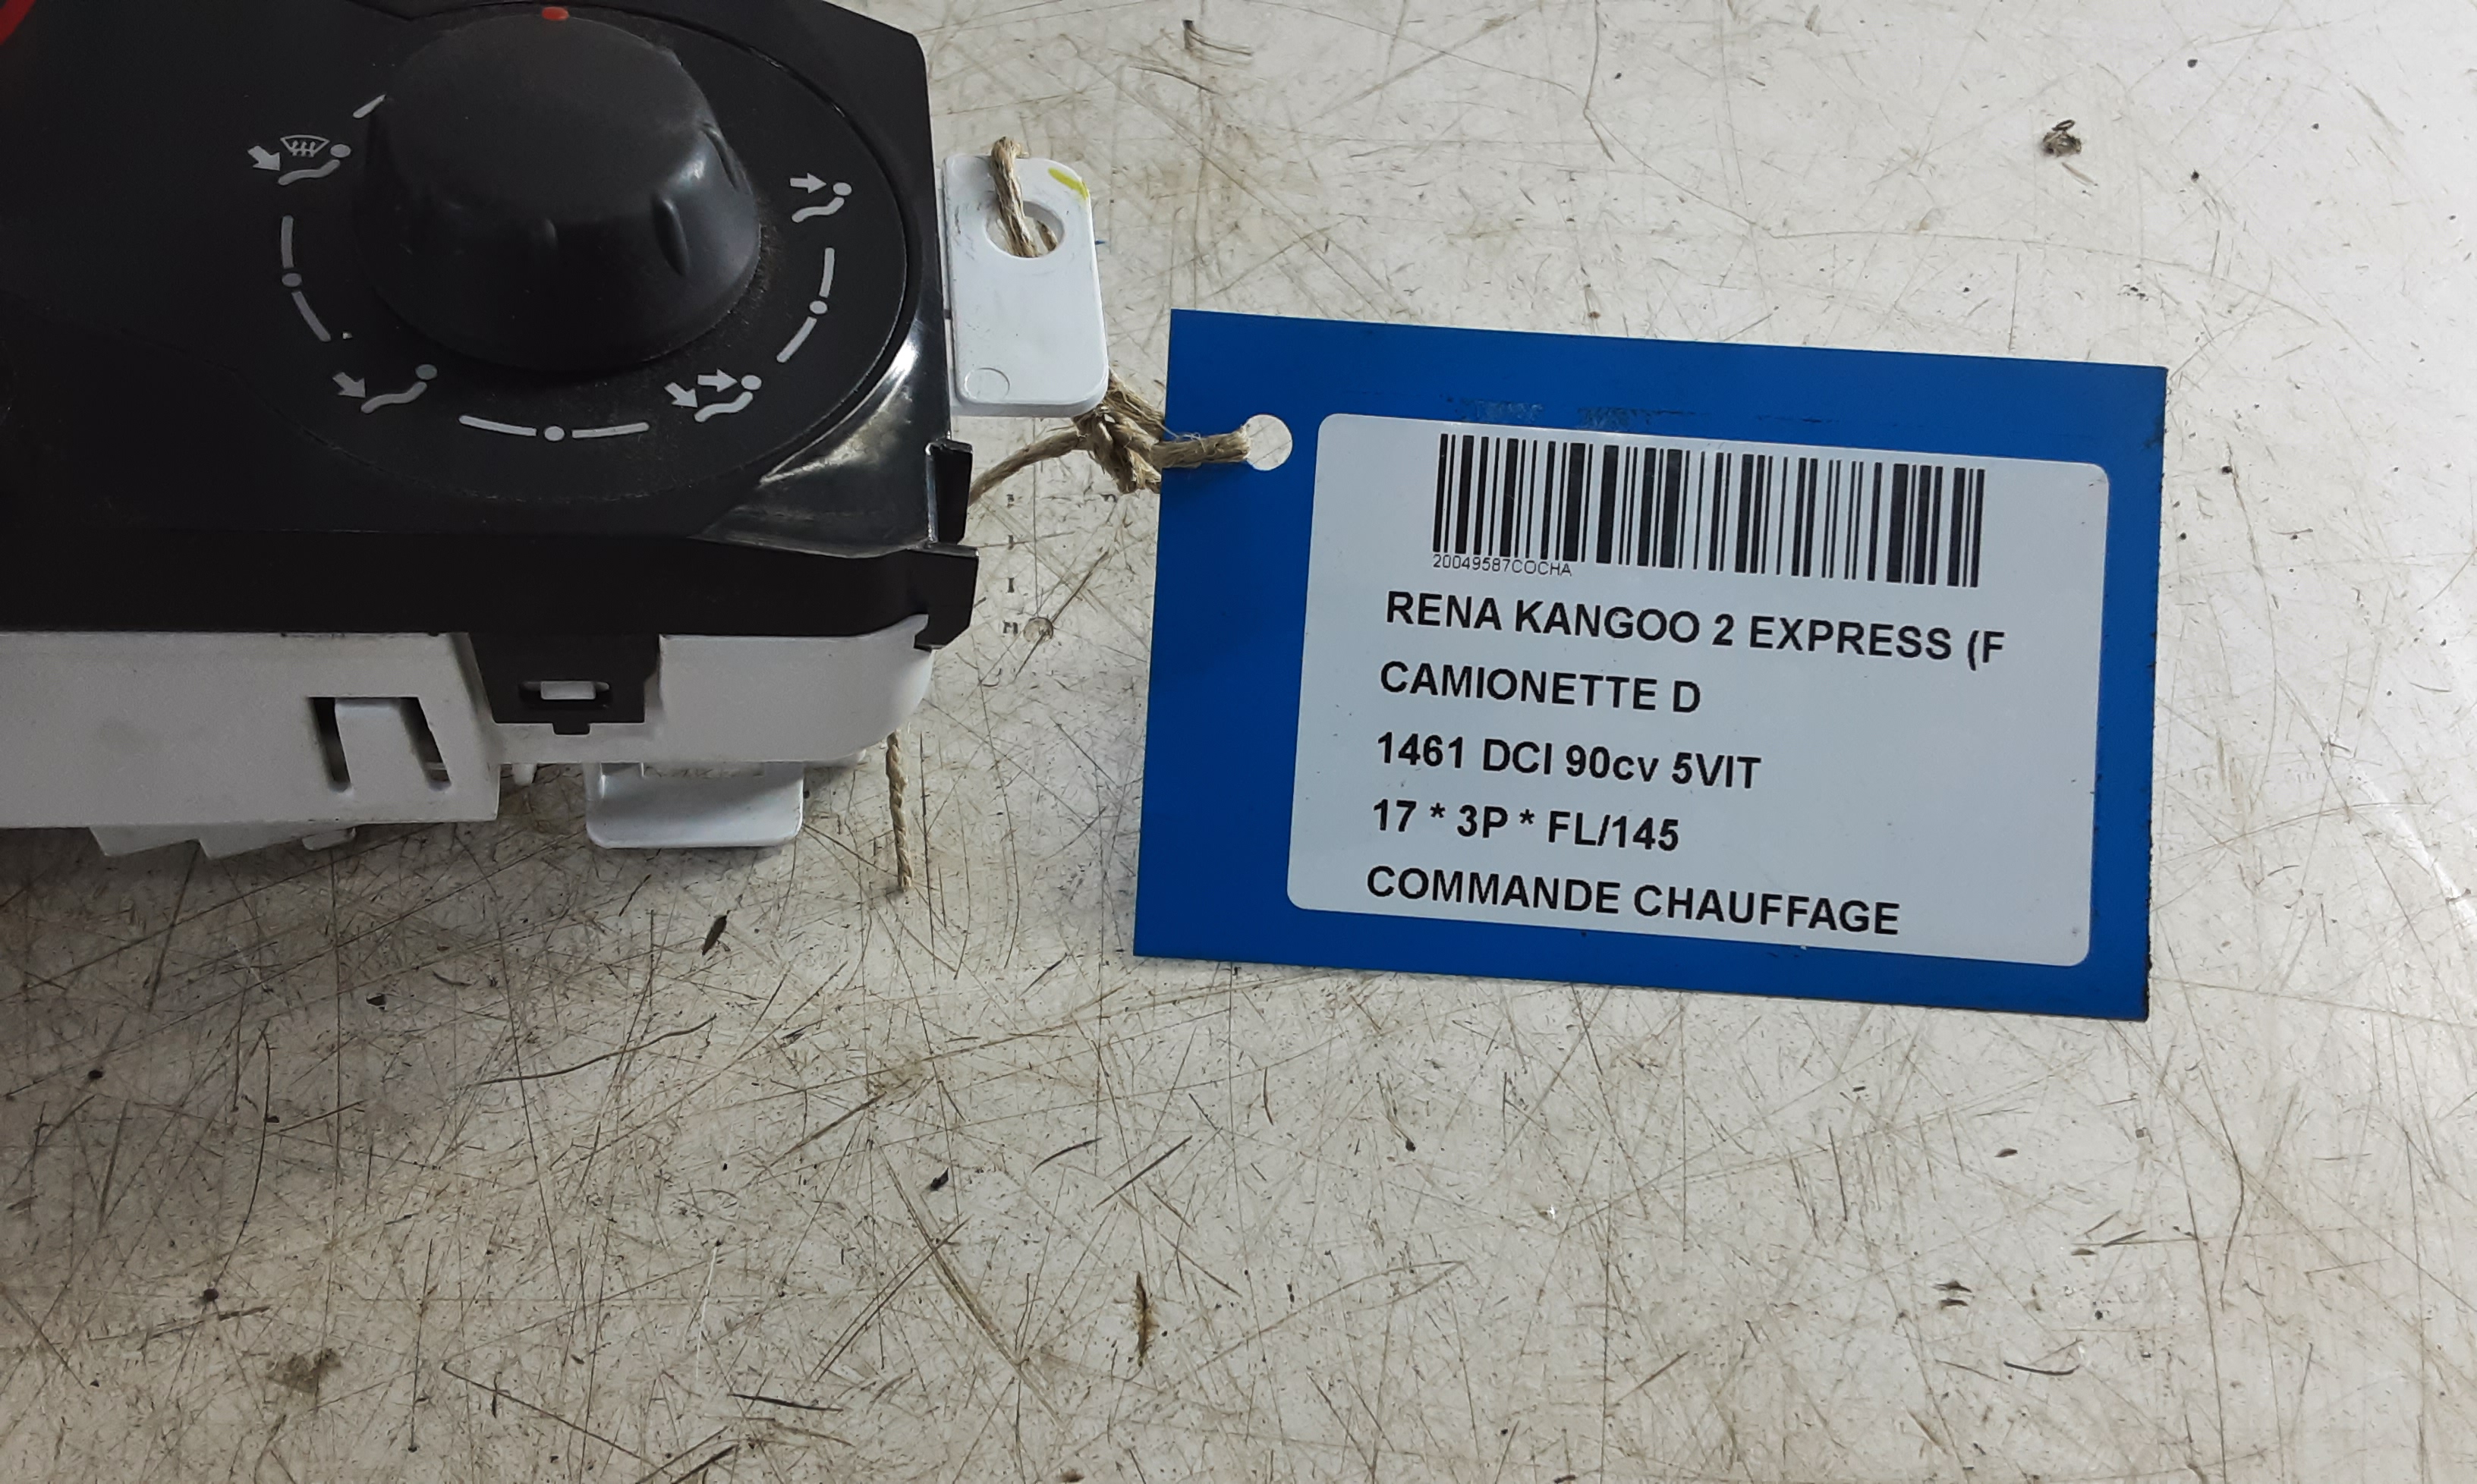 20049587COCHA
RENA KANGOO 2 EXPRESS (F
CAMIONETTE D
1461 DCI 90cv 5VIT
17 * 3P * FL/145
COMMANDE CHAUFFAGE